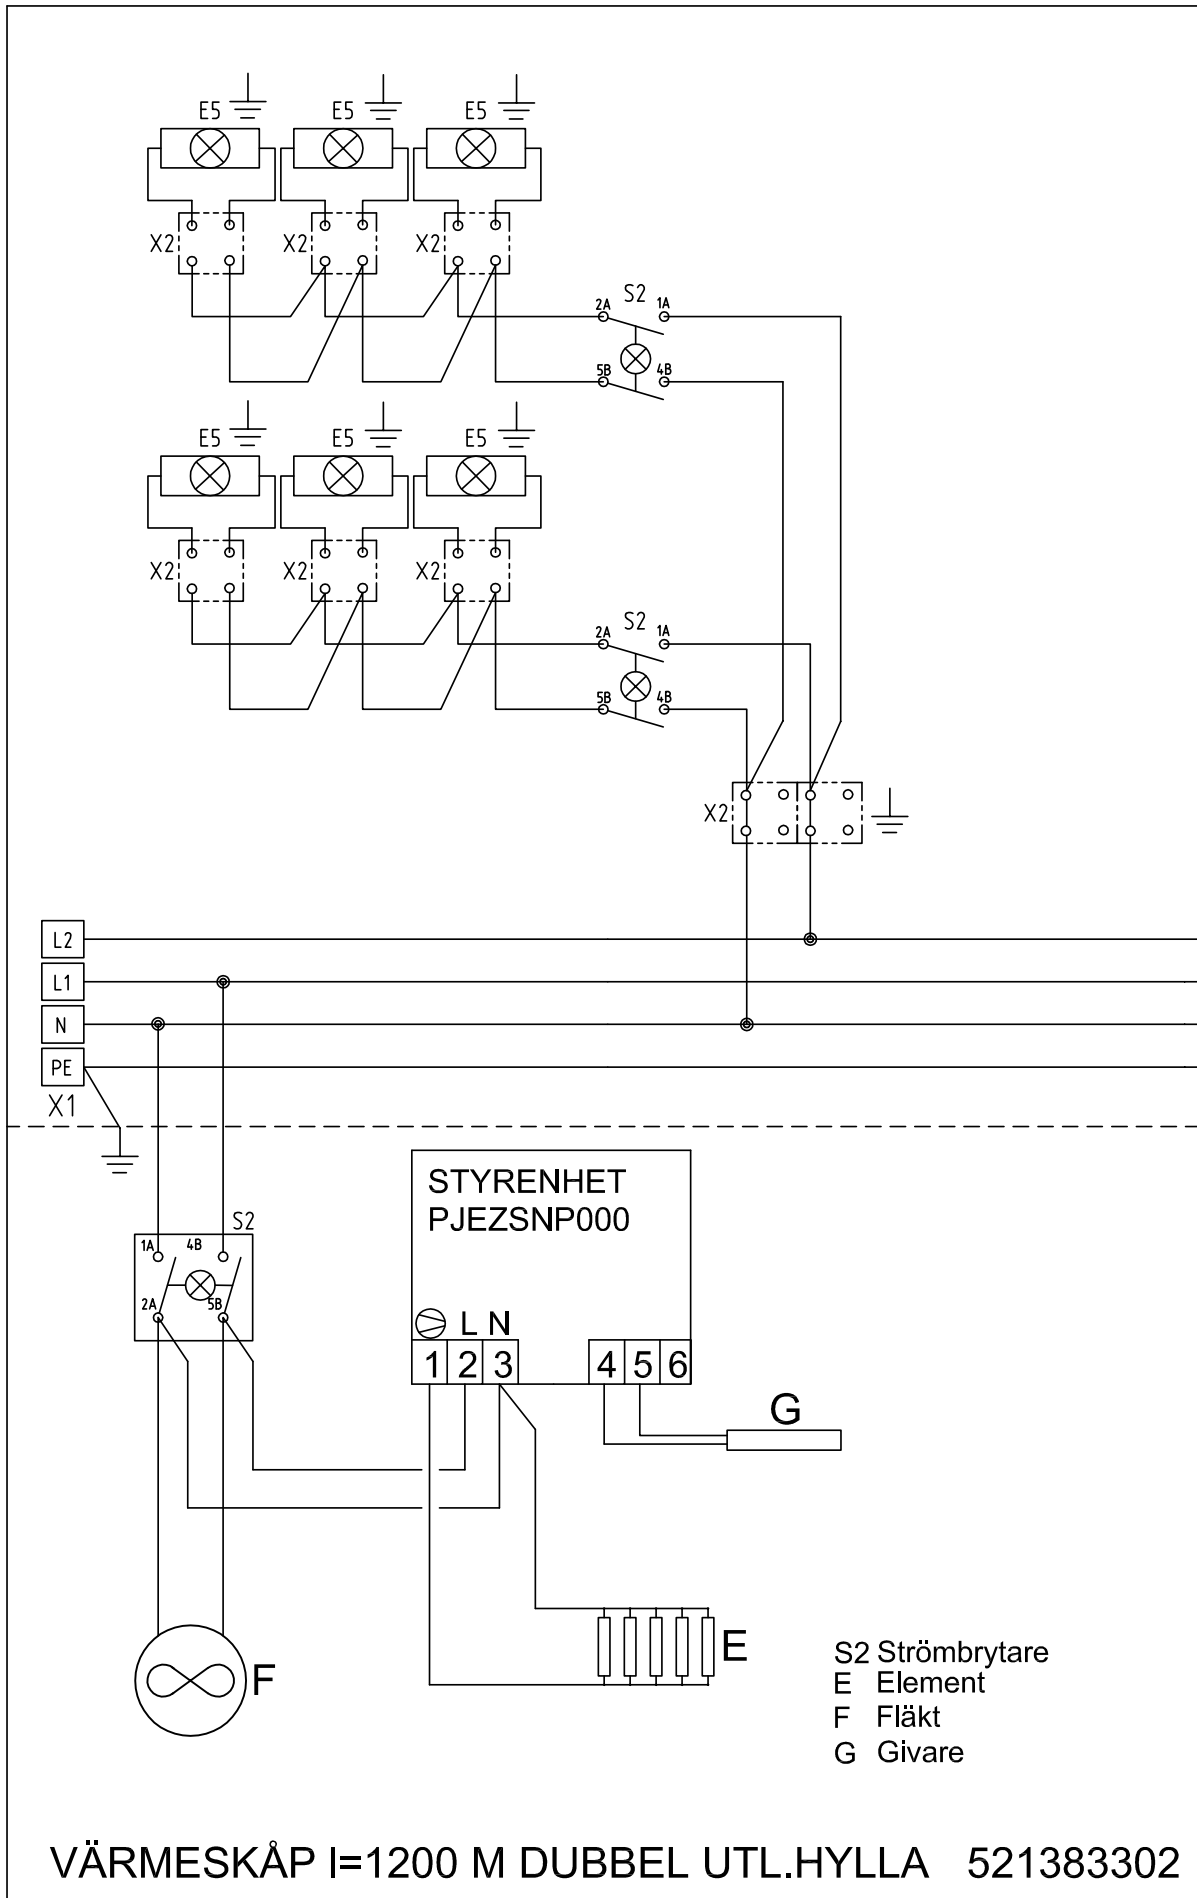 E5 E5 E5
X2 X2 X2
S2
2A 1A
5B 4B
E5 E5 E5
X2 X2 X2
S2
2A 1A
5B 4B
X2
L2
L1
N
PE
X1
STYRENHET
PJEZSNP000
S2
1A 4B
2A 5B
L N
1 2 3 4 5 6
G
E
F
S2 Strömbrytare
E Element
F Fläkt
G Givare
VÄRMESKÅP l=1200 M DUBBEL UTL.HYLLA 521383302